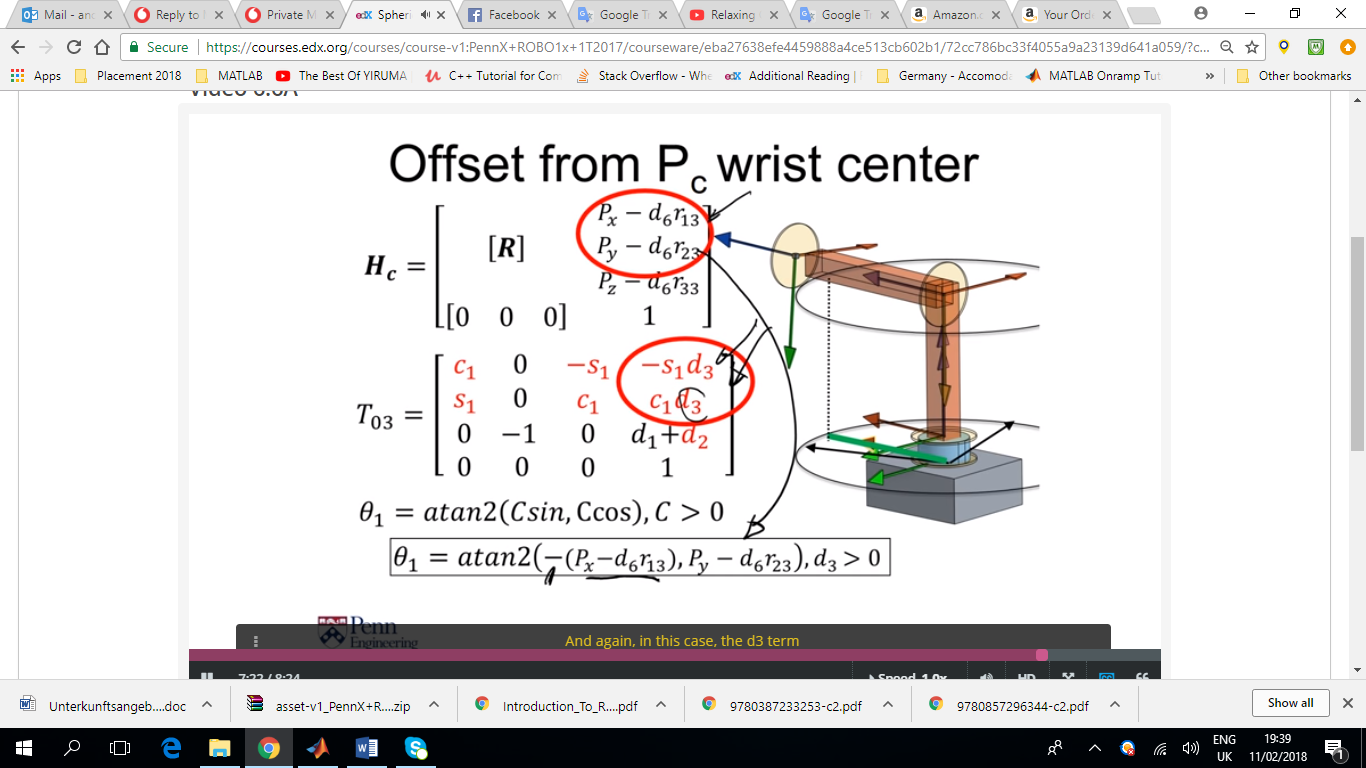 Mail - an
Reply to
Private M
Spheri
Facebook
Google T
Relaxing
Google T
Amazon.
Your Ord
Secure
https://courses.edx.org/courses/course-v1:PennX+ROBO1x+1T2017/courseware/eba27638efe4459886a4ce513cb602b1/72cc786bc33f4055a9a23139d641a059/?c...
Apps
Placement 2018
MATLAB
The Best Of YIRUMA
C++ Tutorial for Com
Stack Overflow - Whe
Additional Reading |
Germany - Accomoda
MATLAB Onramp Tut
»
Other bookmarks
Offset from P_c wrist center
H_c = [R] P_x − d_6r_13
P_y − d_6r_23
P_z − d_6r_33
[0 0 0] 1
T_03 = c_1 0 −s_1 −s_1d_3
s_1 0 c_1 c_1d_3
0 −1 0 d_1+d_2
0 0 0 1
θ_1 = atan2(Csin, Ccos), C > 0
θ_1 = atan2(−(P_x−d_6r_13), P_y − d_6r_23), d_3 > 0
Penn
Engineering
And again, in this case, the d3 term
7:22 / 8:24
Speed 1.0x
HD
CC
Unterkunftsangeb....doc
asset-v1_PennX+R....zip
Introduction_To_R....pdf
9780387233253-c2.pdf
9780857296344-c2.pdf
Show all
ENG
UK
19:39
11/02/2018
1